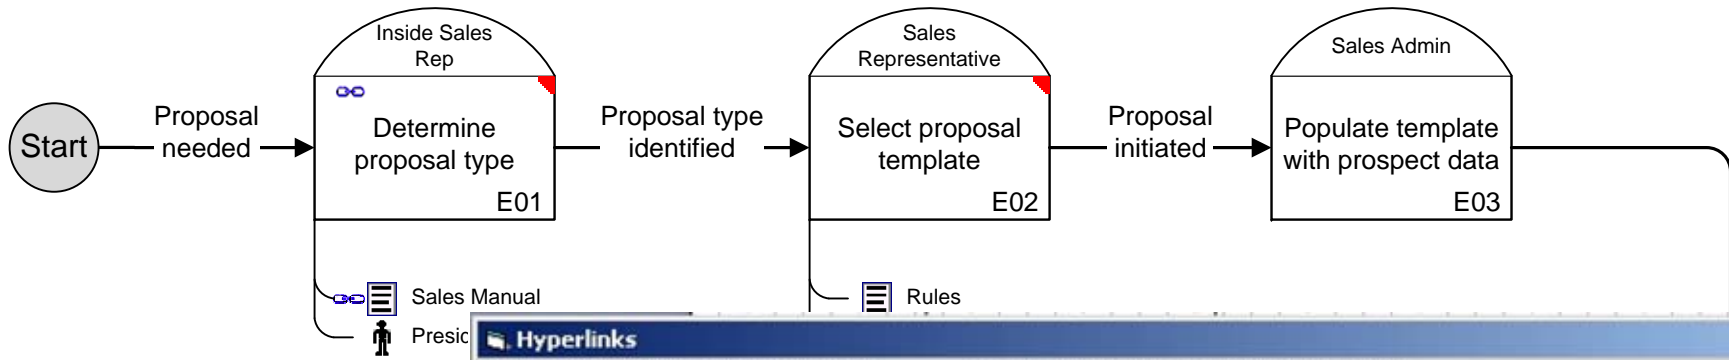 Inside Sales
Rep
Sales
Representative
Sales Admin
Start
Proposal
needed
Determine
proposal type
E01
Proposal type
identified
Select proposal
template
E02
Proposal
initiated
Populate template
with prospect data
E03
Sales Manual
Rules
Hyperlinks